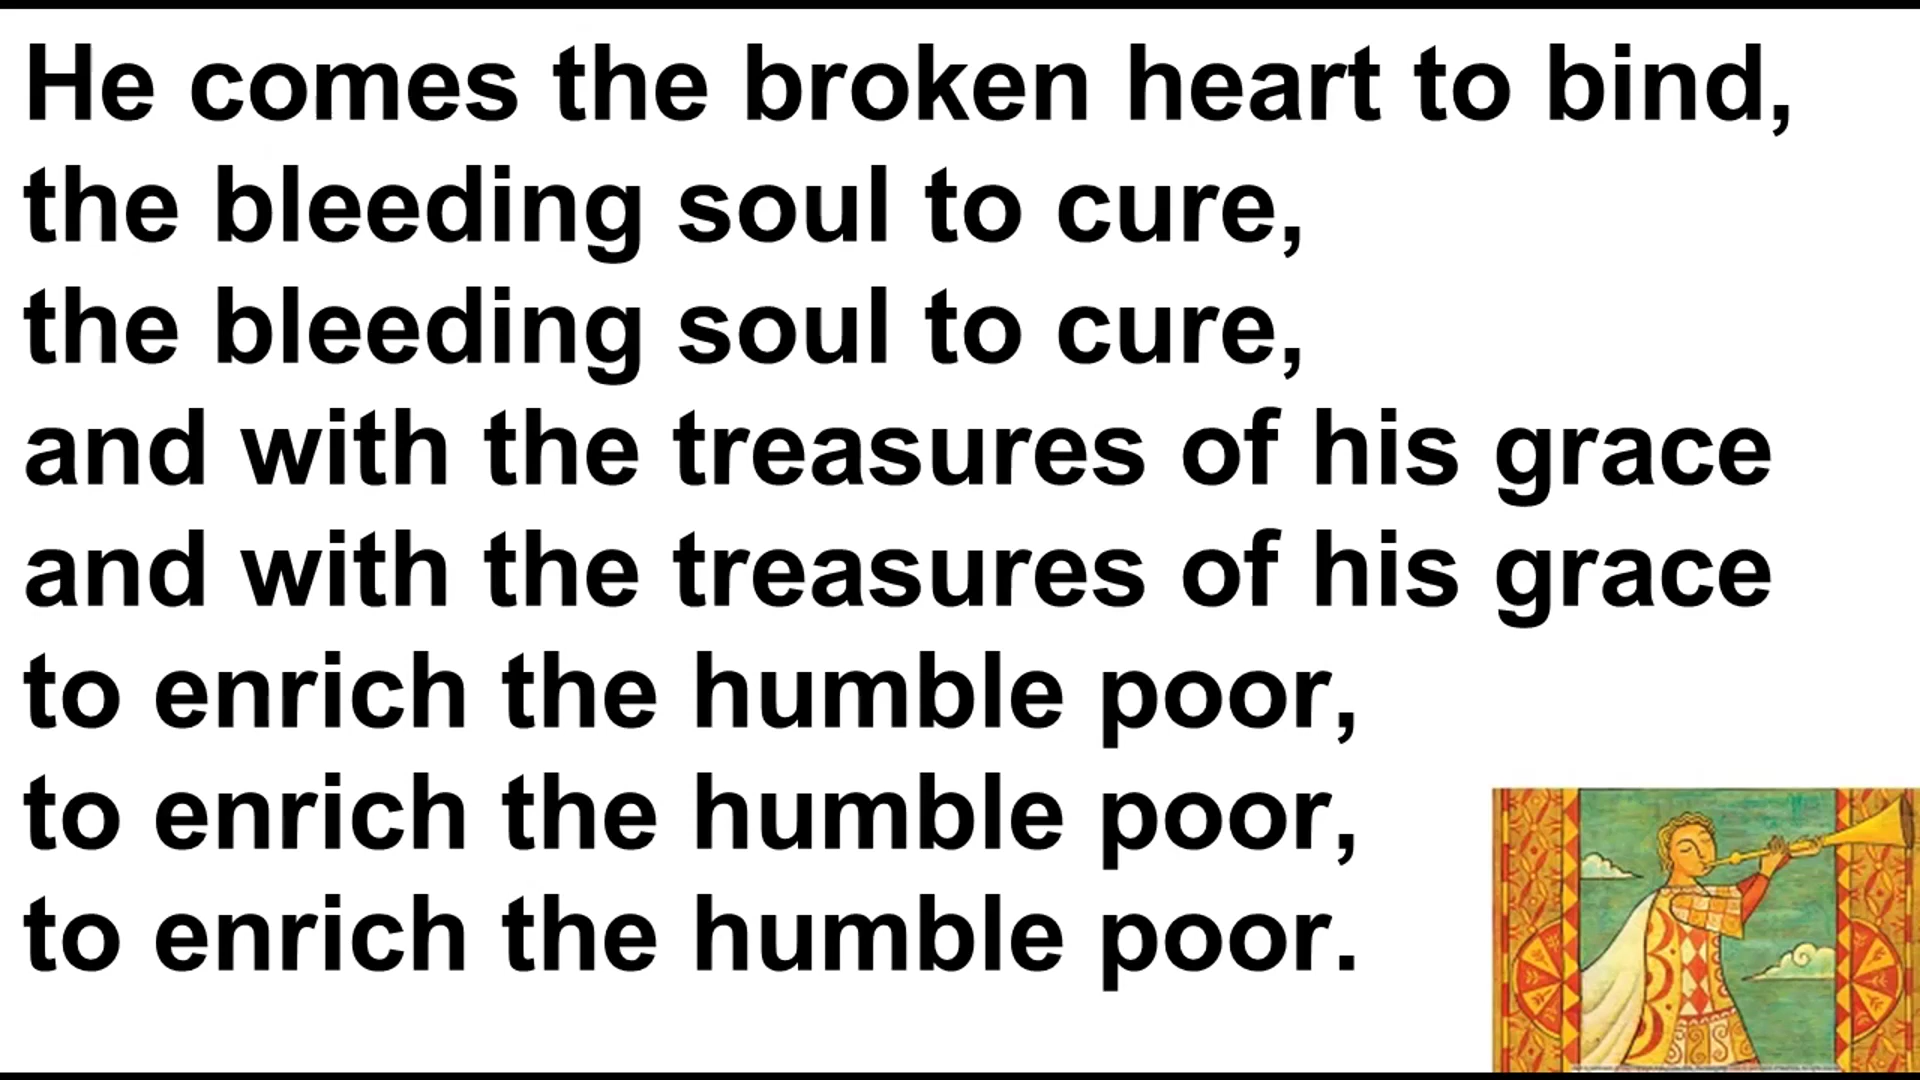 He comes the broken heart to bind,
the bleeding soul to cure,
the bleeding soul to cure,
and with the treasures of his grace
and with the treasures of his grace
to enrich the humble poor,
to enrich the humble poor,
to enrich the humble poor.